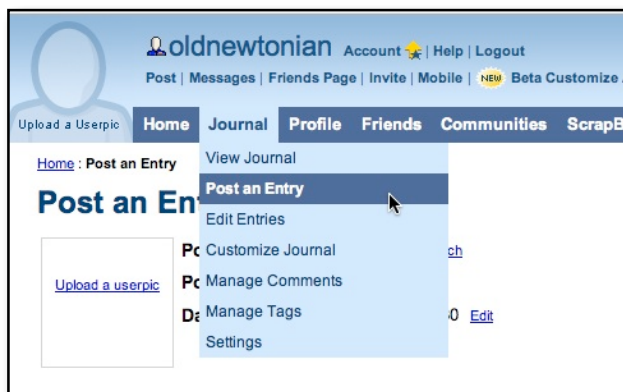 oldnewtonian Account | Help | Logout
Post | Messages | Friends Page | Invite | Mobile | NEW Beta Customize
Upload a Userpic Home Journal Profile Friends Communities
Home : Post an Entry
View Journal
Post an Entry
Post an
Edit Entries
Customize Journal
Upload a userpic
Manage Comments
Manage Tags
Edit
Settings